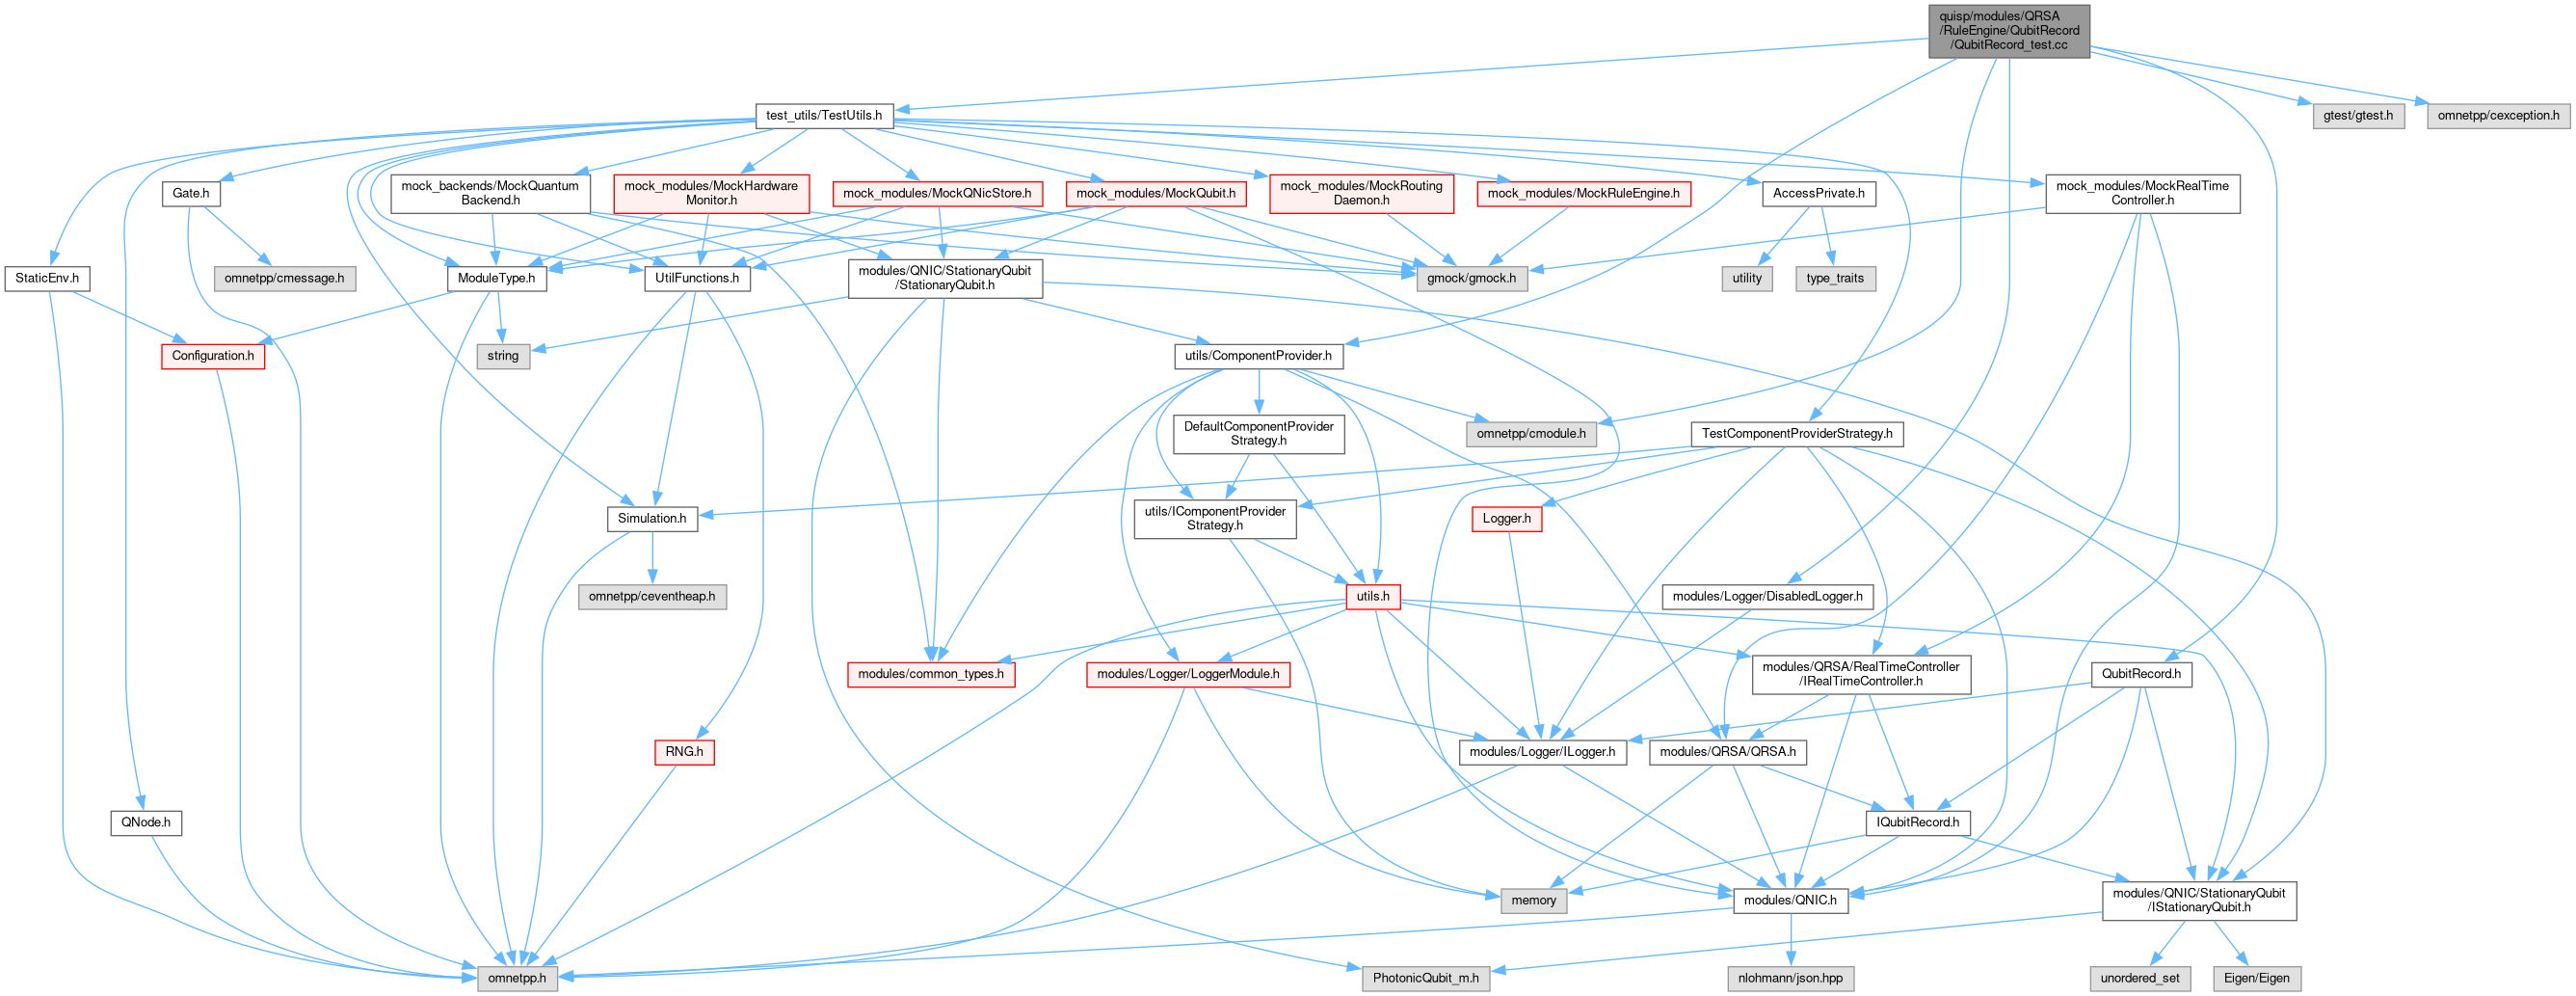 quisp/modules/QRSA
/RuleEngine/QubitRecord
/QubitRecord_test.cc
test_utils/TestUtils.h
gtest/gtest.h
omnetpp/cexception.h
Gate.h
mock_backends/MockQuantum
Backend.h
mock_modules/MockHardware
Monitor.h
mock_modules/MockQNicStore.h
mock_modules/MockQubit.h
mock_modules/MockRouting
Daemon.h
mock_modules/MockRuleEngine.h
AccessPrivate.h
mock_modules/MockRealTime
Controller.h
StaticEnv.h
omnetpp/cmessage.h
ModuleType.h
UtilFunctions.h
modules/QNIC/StationaryQubit
/StationaryQubit.h
gmock/gmock.h
utility
type_traits
Configuration.h
string
utils/ComponentProvider.h
DefaultComponentProvider
Strategy.h
omnetpp/cmodule.h
TestComponentProviderStrategy.h
Simulation.h
utils/IComponentProvider
Strategy.h
Logger.h
omnetpp/ceventheap.h
utils.h
modules/Logger/DisabledLogger.h
modules/common_types.h
modules/Logger/LoggerModule.h
modules/QRSA/RealTimeController
/IRealTimeController.h
QubitRecord.h
RNG.h
modules/Logger/ILogger.h
modules/QRSA/QRSA.h
QNode.h
IQubitRecord.h
memory
modules/QNIC.h
modules/QNIC/StationaryQubit
/IStationaryQubit.h
omnetpp.h
PhotonicQubit_m.h
nlohmann/json.hpp
unordered_set
Eigen/Eigen